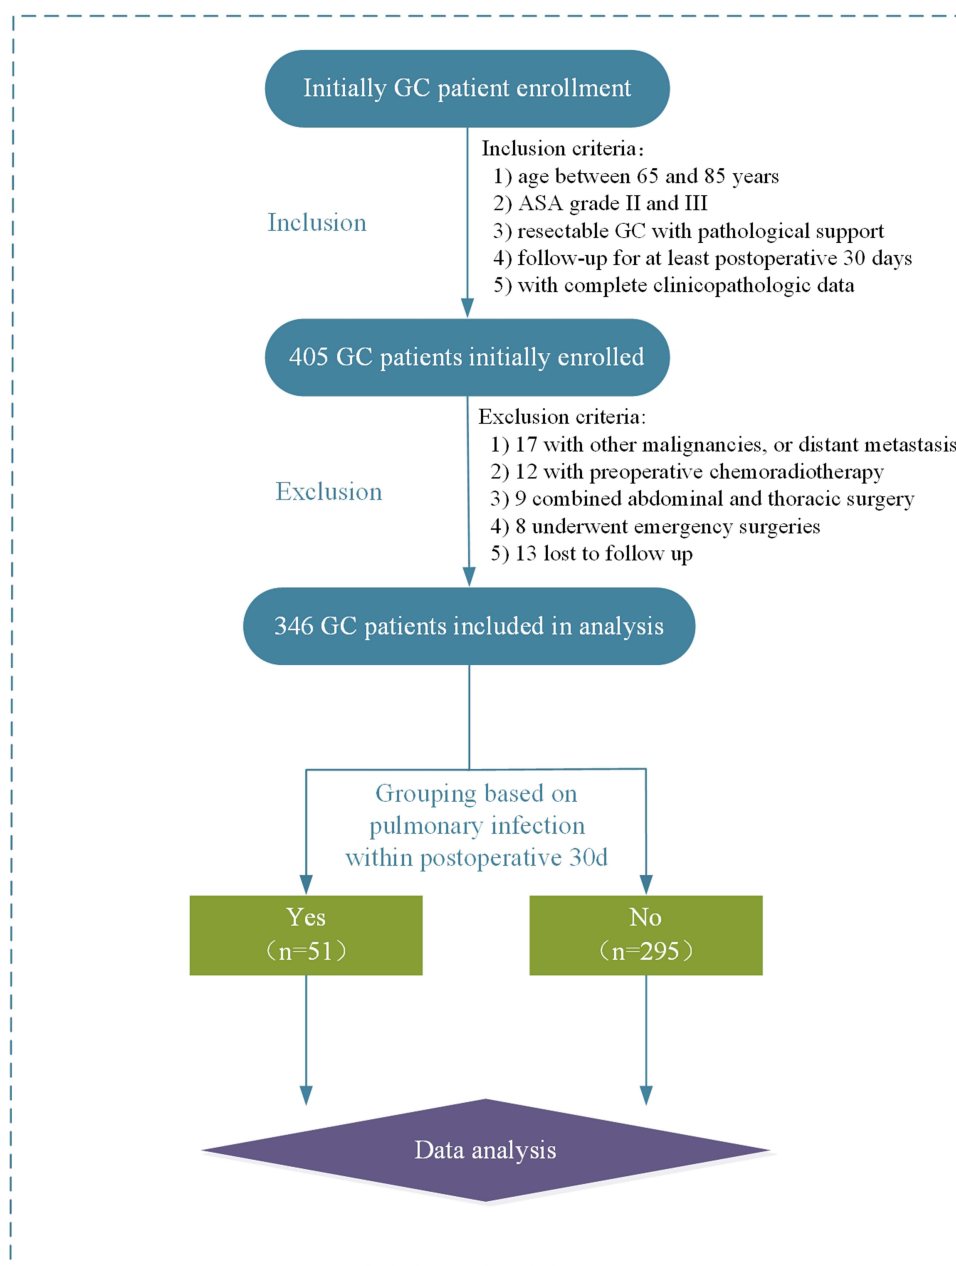 Initially GC patient enrollment
Inclusion criteria：
1) age between 65 and 85 years
2) ASA grade II and III
Inclusion
3) resectable GC with pathological support
4) follow-up for at least postoperative 30 days
5) with complete clinicopathologic data
405 GC patients initially enrolled
Exclusion criteria:
1) 17 with other malignancies, or distant metastasis
2) 12 with preoperative chemoradiotherapy
Exclusion
3) 9 combined abdominal and thoracic surgery
4) 8 underwent emergency surgeries
5) 13 lost to follow up
346 GC patients included in analysis
Grouping based on
pulmonary infection
within postoperative 30d
Yes
（n=51）
No
（n=295）
Data analysis